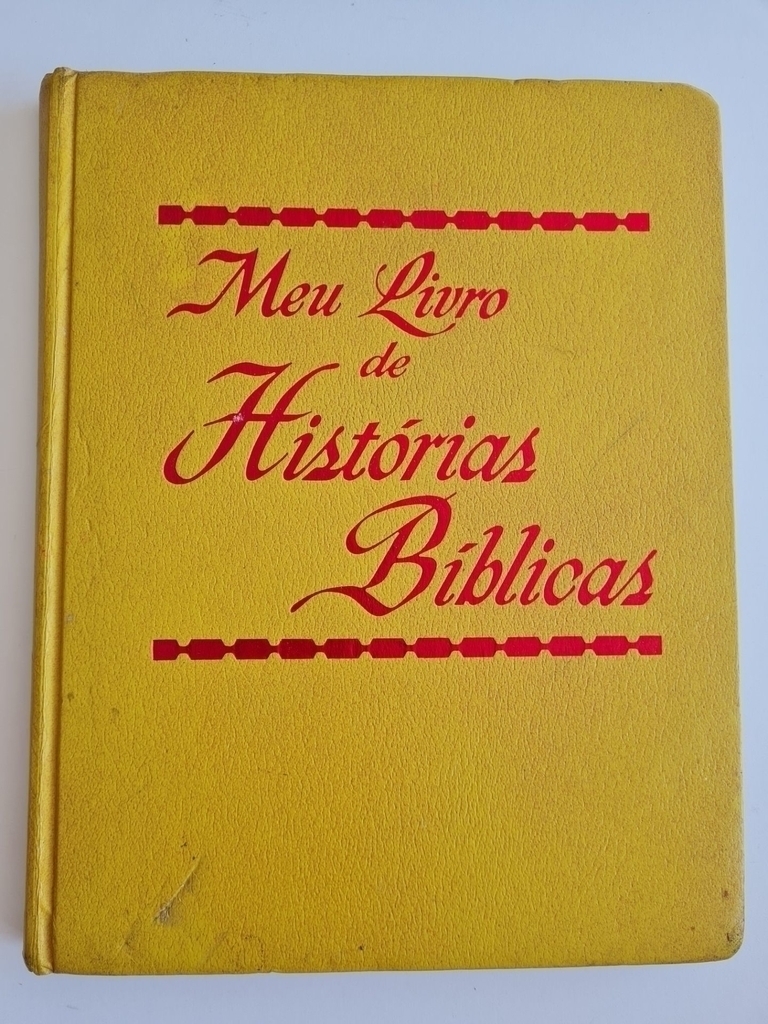 Meu Livro
de
Histórias
Bíblicas